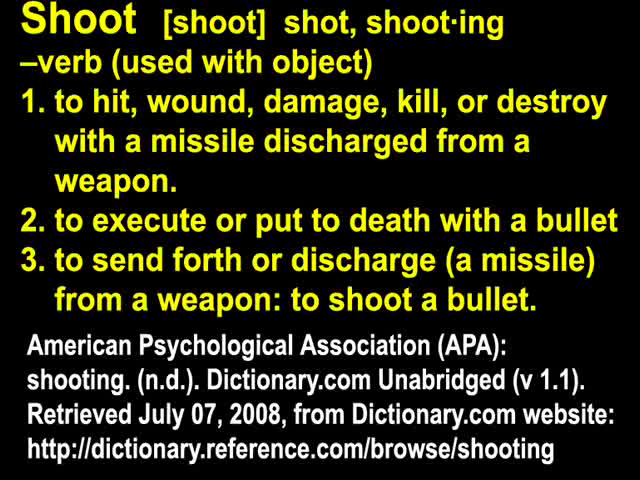 Shoot [shoot] shot, shoot·ing
–verb (used with object)
1. to hit, wound, damage, kill, or destroy
with a missile discharged from a
weapon.
2. to execute or put to death with a bullet
3. to send forth or discharge (a missile)
from a weapon: to shoot a bullet.
American Psychological Association (APA):
shooting. (n.d.). Dictionary.com Unabridged (v 1.1).
Retrieved July 07, 2008, from Dictionary.com website:
http://dictionary.reference.com/browse/shooting